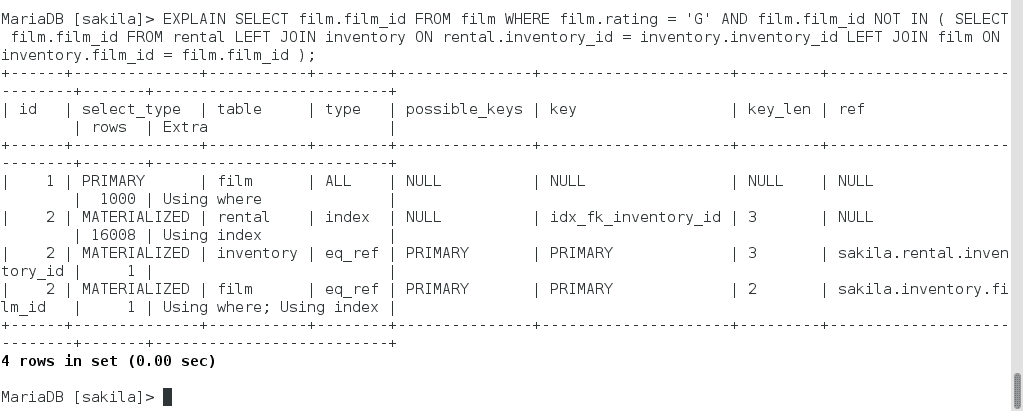 MariaDB [sakila]> EXPLAIN SELECT film.film_id FROM film WHERE film.rating = 'G' AND film.film_id NOT IN ( SELECT
 film.film_id FROM rental LEFT JOIN inventory ON rental.inventory_id = inventory.inventory_id LEFT JOIN film ON
inventory.film_id = film.film_id );
+------+--------------+-----------+--------+---------------+---------------------+---------+--------------------
--------+-------+--------------------------+
| id   | select_type  | table     | type   | possible_keys | key                 | key_len | ref
        | rows  | Extra                    |
+------+--------------+-----------+--------+---------------+---------------------+---------+--------------------
--------+-------+--------------------------+
|    1 | PRIMARY      | film      | ALL    | NULL          | NULL                | NULL    | NULL
        |  1000 | Using where              |
|    2 | MATERIALIZED | rental    | index  | NULL          | idx_fk_inventory_id | 3       | NULL
        | 16008 | Using index              |
|    2 | MATERIALIZED | inventory | eq_ref | PRIMARY       | PRIMARY             | 3       | sakila.rental.inven
tory_id |     1 |                          |
|    2 | MATERIALIZED | film      | eq_ref | PRIMARY       | PRIMARY             | 2       | sakila.inventory.fi
lm_id   |     1 | Using where; Using index |
+------+--------------+-----------+--------+---------------+---------------------+---------+--------------------
--------+-------+--------------------------+
4 rows in set (0.00 sec)
MariaDB [sakila]>